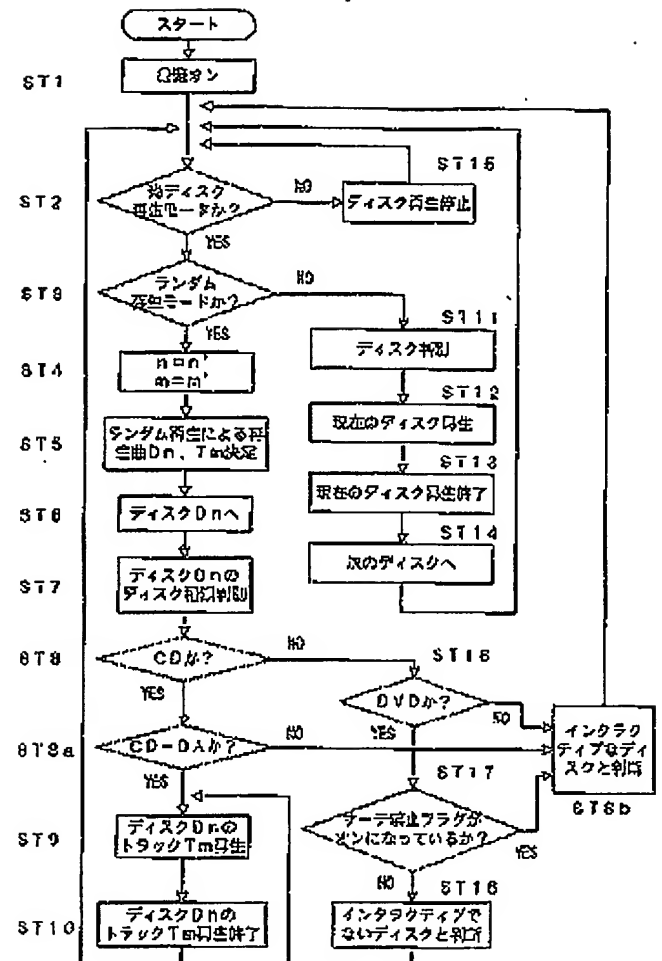 スタート
ST1
オン
ST15
ST2
ディスク
再生モードか?
NO
ディスク再生停止
YES
ST3
ランダム
再生モードか?
NO
YES
ST11
ディスク判別
ST4
n=n'
m=m'
ST12
現在のディスク再生
ST5
ランダム再生による再
生曲Dn、Tm決定
ST13
現在のディスク再生終了
ST6
ディスクDnへ
ST14
次のディスクへ
ST7
ディスクDnの
ディスク種類判別
ST8
CDか?
NO
YES
DVDか?
NO
YES
ST8a
CD-DAか?
NO
YES
インタラク
ティブなディ
スクと判断
ST8b
ST17
フラグが
になっているか?
YES
NO
ST9
ディスクDnの
トラックTm再生
ST10
ディスクDnの
トラックTm再生終了
インタラクティブで
ないディスクと判断